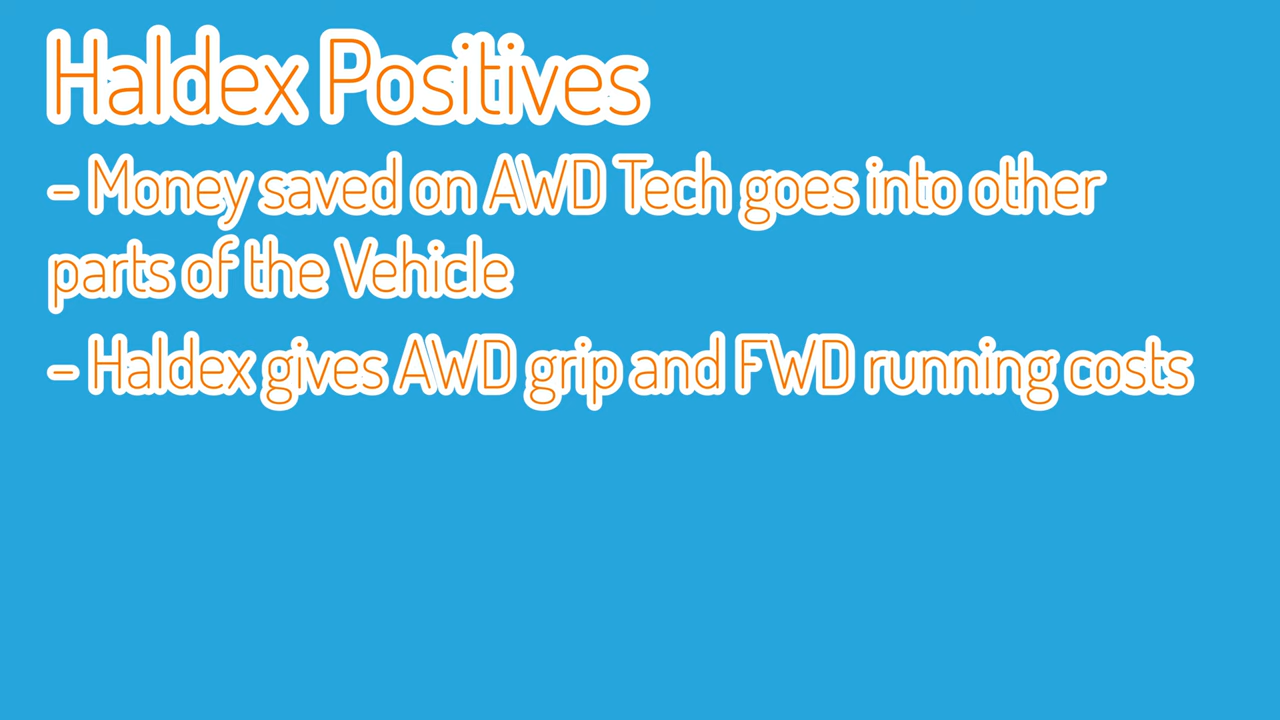 Haldex Positives
- Money saved on AWD Tech goes into other
parts of the Vehicle
- Haldex gives AWD grip and FWD running costs